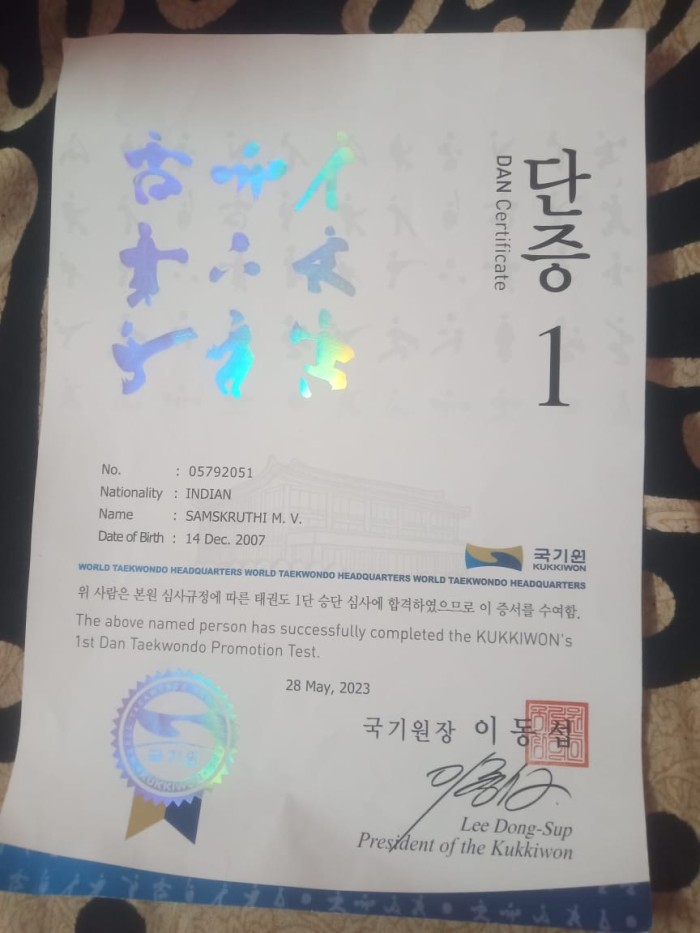 단증
DAN Certificate
1
No. : 05792051
Nationality : INDIAN
Name : SAMSKRUTHI M. V.
Date of Birth : 14 Dec. 2007
국기원
KUKKIWON
WORLD TAEKWONDO HEADQUARTERS WORLD TAEKWONDO HEADQUARTERS WORLD TAEKWONDO HEADQUARTERS
위 사람은 본원 심사규정에 따른 태권도 1단 승단 심사에 합격하였으므로 이 증서를 수여함.
The above named person has successfully completed the KUKKIWON's
1st Dan Taekwondo Promotion Test.
28 May, 2023
국기원
KUKKIWON
국기원장 이동섭
Lee Dong-Sup
President of the Kukkiwon